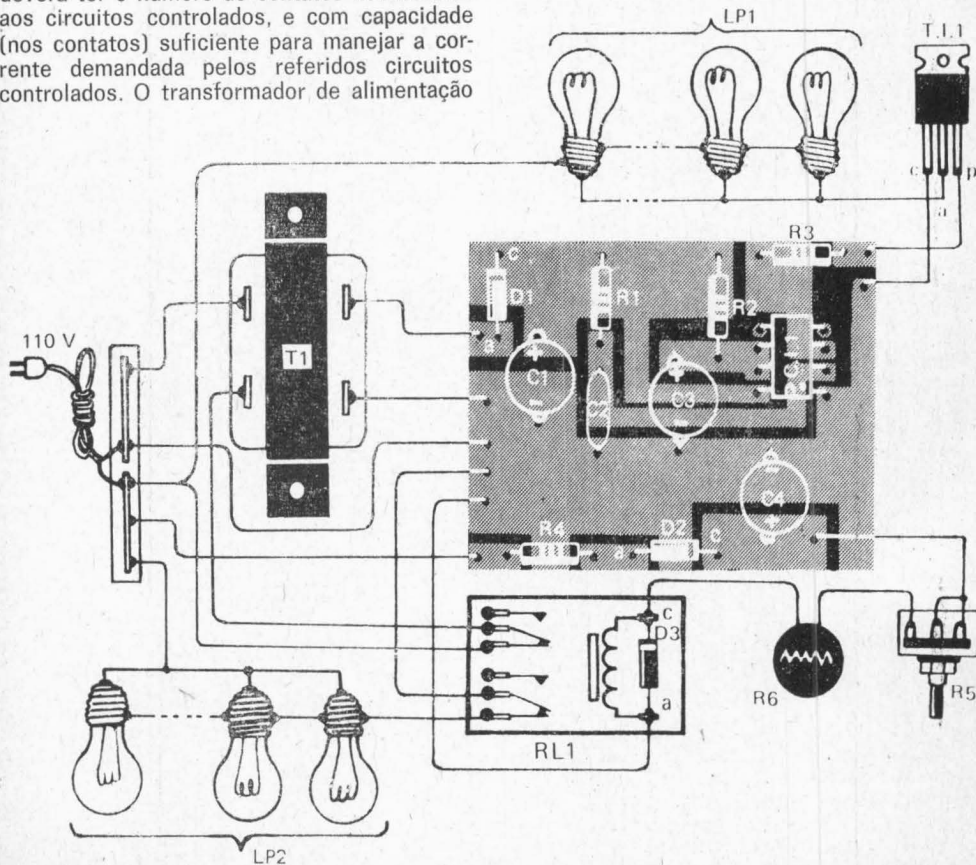 aos circuitos controlados, e com capacidade
(nos contatos) suficiente para manejar a cor-
rente demandada pelos referidos circuitos
controlados. O transformador de alimentação
LP1
T.I.1
c
p
a
R3
c
D1
R1
R2
a
C1
+
-
C2
+
C3
-
C.I.1
110 V
T1
-
C4
+
R4
a
D2
c
c
D3
a
RL1
R6
R5
LP2